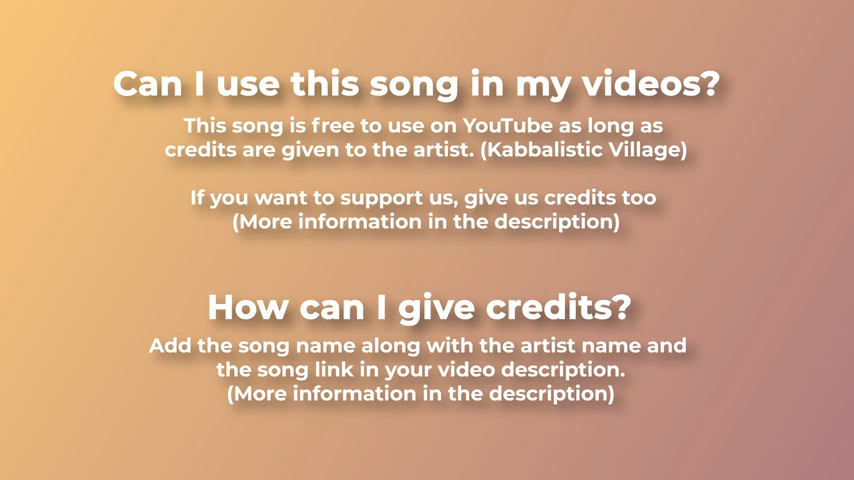 Can I use this song in my videos?
This song is free to use on YouTube as long as
credits are given to the artist. (Kabbalistic Village)
If you want to support us, give us credits too
(More information in the description)
How can I give credits?
Add the song name along with the artist name and
the song link in your video description.
(More information in the description)